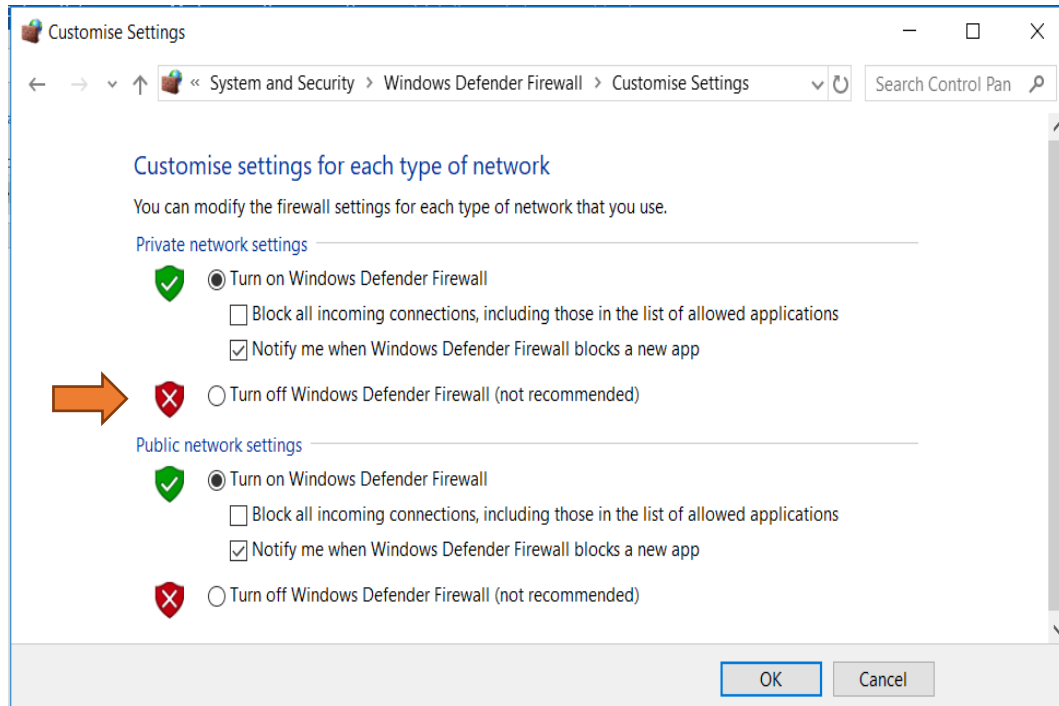 Customise Settings
« System and Security > Windows Defender Firewall > Customise Settings
Search Control Pan
Customise settings for each type of network
You can modify the firewall settings for each type of network that you use.
Private network settings
Turn on Windows Defender Firewall
Block all incoming connections, including those in the list of allowed applications
Notify me when Windows Defender Firewall blocks a new app
Turn off Windows Defender Firewall (not recommended)
Public network settings
Turn on Windows Defender Firewall
Block all incoming connections, including those in the list of allowed applications
Notify me when Windows Defender Firewall blocks a new app
Turn off Windows Defender Firewall (not recommended)
OK
Cancel